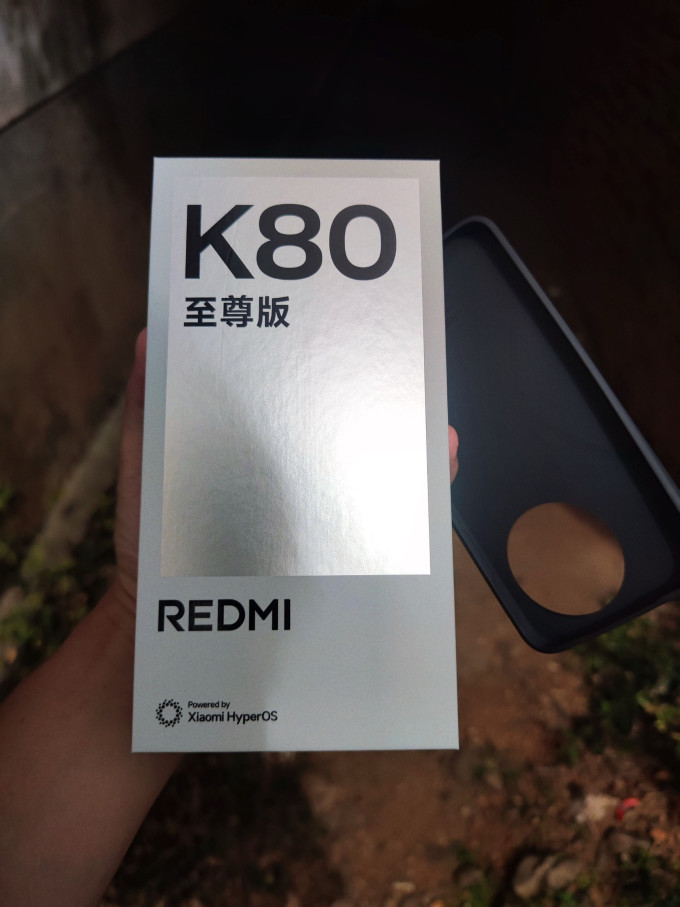 K80
至尊版
REDMI
Powered by
Xiaomi HyperOS